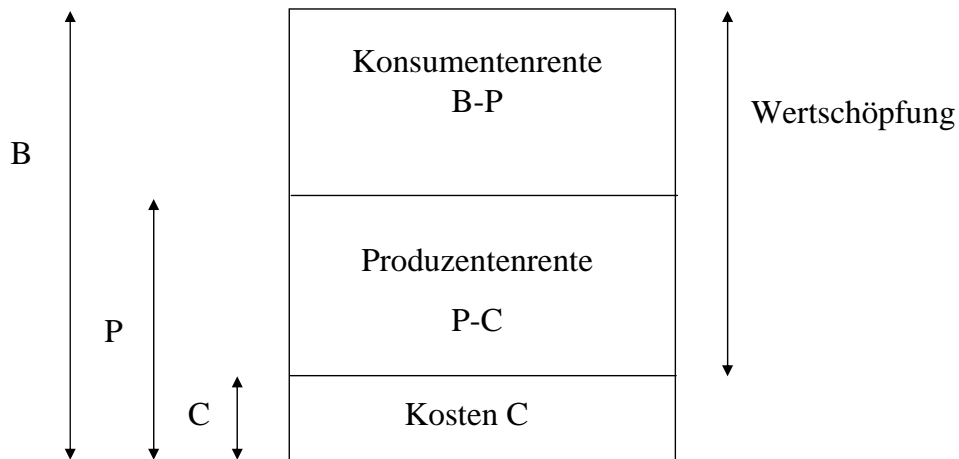 Konsumentenrente
B-P
Wertschöpfung
B
Produzentenrente
P-C
P
C
Kosten C